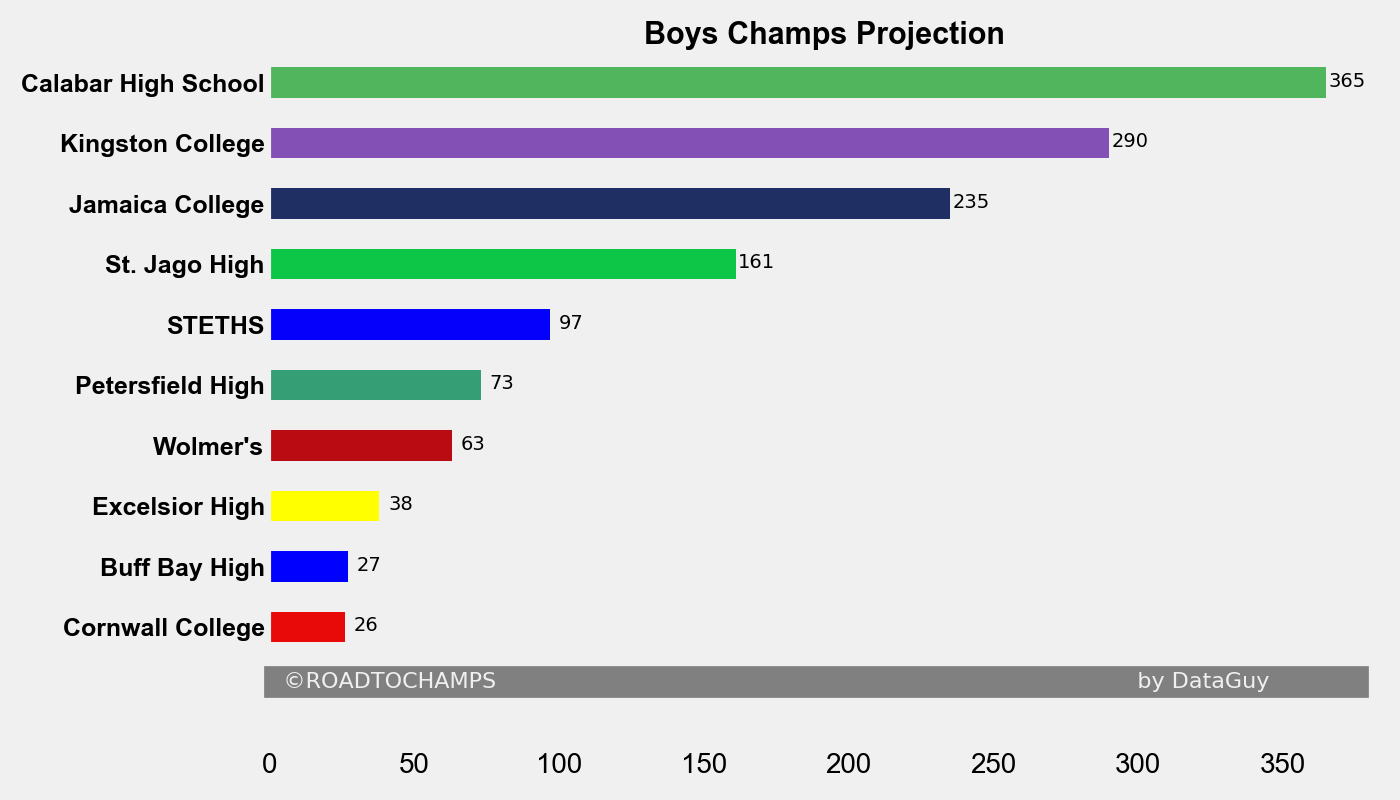 Boys Champs Projection
Calabar High School 365
Kingston College 290
Jamaica College 235
St. Jago High 161
STETHS 97
Petersfield High 73
Wolmer's 63
Excelsior High 38
Buff Bay High 27
Cornwall College 26
©ROADTOCHAMPS by DataGuy
0 50 100 150 200 250 300 350